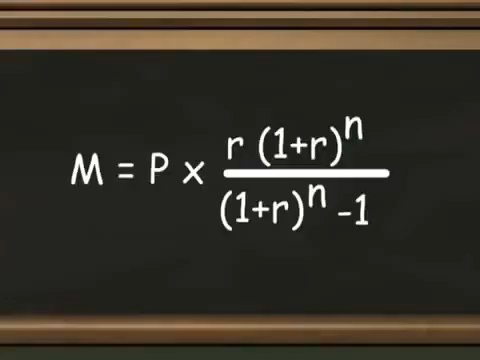 M = P x r (1+r)^n / (1+r)^n -1